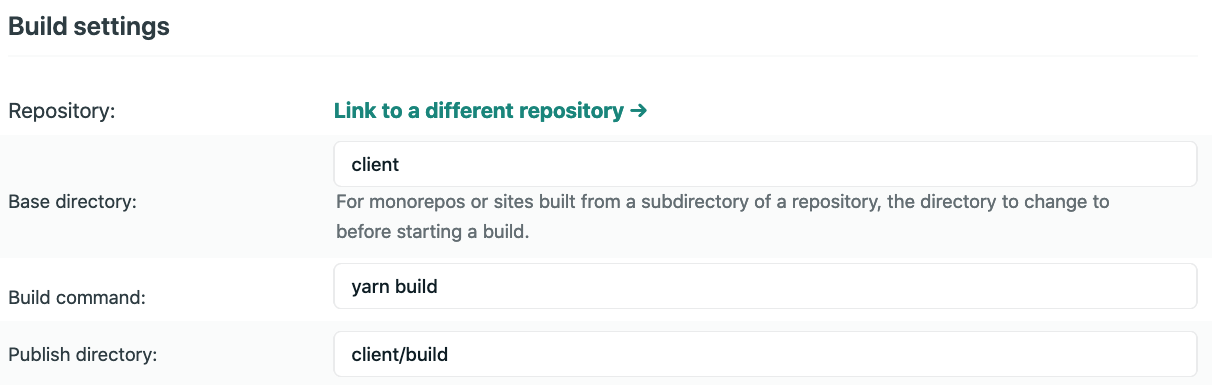 Build settings
Repository:
Link to a different repository →
client
Base directory:
For monorepos or sites built from a subdirectory of a repository, the directory to change to
before starting a build.
Build command:
yarn build
Publish directory:
client/build